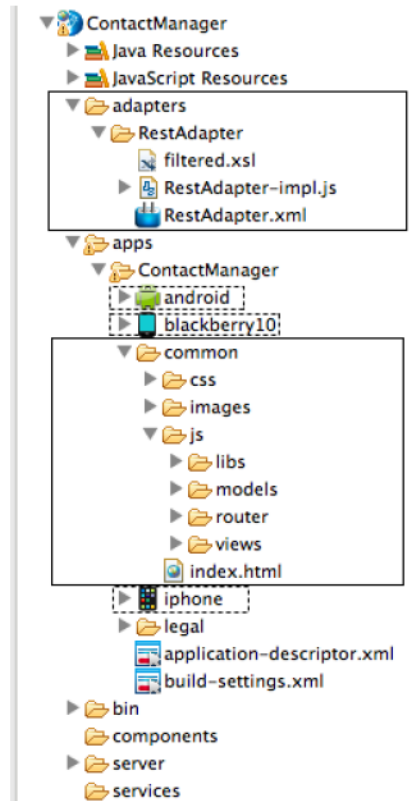 ContactManager
Java Resources
JavaScript Resources
adapters
RestAdapter
filtered.xsl
RestAdapter-impl.js
RestAdapter.xml
apps
ContactManager
android
blackberry10
common
css
images
js
libs
models
router
views
index.html
iphone
legal
application-descriptor.xml
build-settings.xml
bin
components
server
services